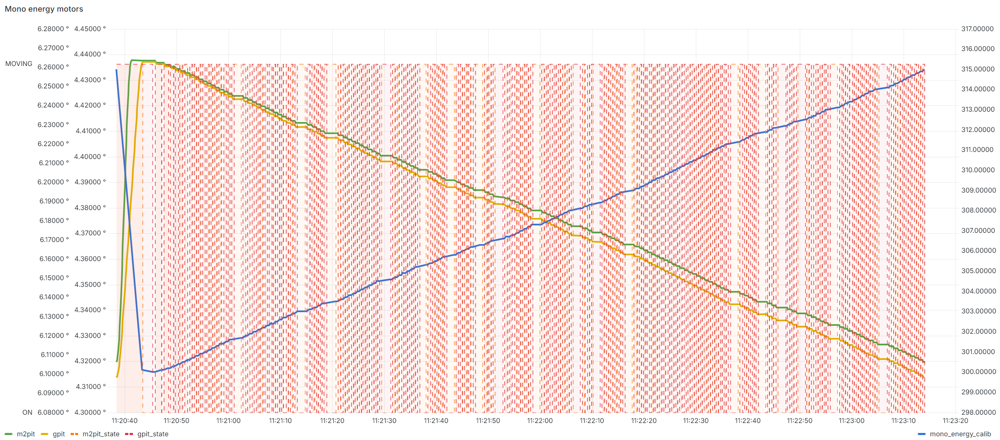 Mono energy motors
6.28000 ° 4.45000 ° 317.00000
6.27000 ° 4.44000 ° 316.00000
MOVING 6.26000 ° 4.43000 ° 315.00000
6.25000 ° 4.42000 ° 314.00000
6.24000 ° 4.41000 ° 313.00000
6.23000 ° 4.40000 ° 312.00000
6.22000 ° 4.39000 ° 311.00000
6.21000 ° 4.38000 ° 310.00000
6.20000 ° 4.37000 ° 309.00000
6.19000 ° 4.36000 ° 308.00000
6.18000 ° 4.35000 ° 307.00000
6.17000 ° 4.34000 ° 306.00000
6.16000 ° 4.33000 ° 305.00000
6.15000 ° 4.32000 ° 304.00000
6.14000 ° 4.31000 ° 303.00000
6.13000 ° 302.00000
6.12000 ° 301.00000
6.11000 ° 300.00000
6.10000 ° 299.00000
6.09000 °
ON 6.08000 ° 4.30000 ° 298.00000
11:20:40 11:20:50 11:21:00 11:21:10 11:21:20 11:21:30 11:21:40 11:21:50 11:22:00 11:22:10 11:22:20 11:22:30 11:22:40 11:22:50 11:23:00 11:23:10 11:23:20
m2pit gpit m2pit_state gpit_state mono_energy_calib